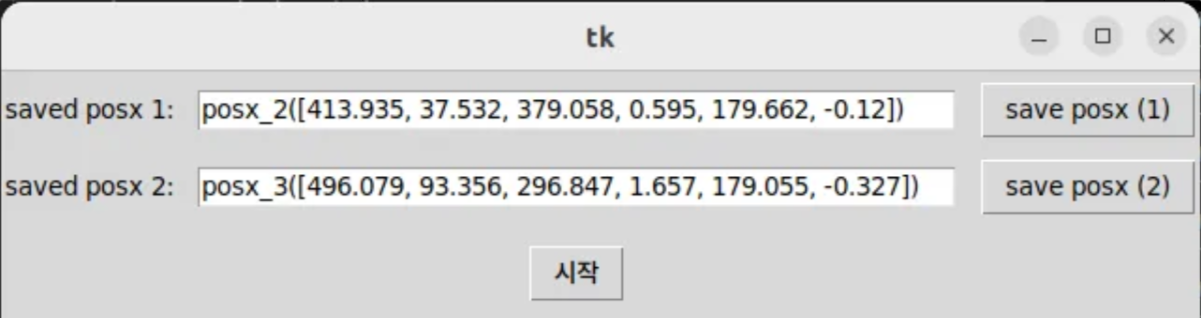 tk
saved posx 1: posx_2([413.935, 37.532, 379.058, 0.595, 179.662, -0.12]) save posx (1)
saved posx 2: posx_3([496.079, 93.356, 296.847, 1.657, 179.055, -0.327]) save posx (2)
시작